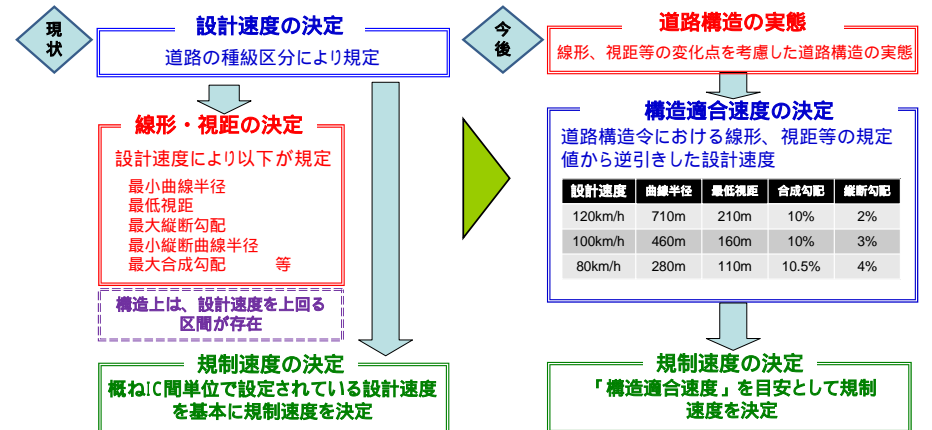 現状
設計速度の決定
道路の種級区分により規定
線形・視距の決定
設計速度により以下が規定
最小曲線半径
最低視距
最大縦断勾配
最小縦断曲線半径
最大合成勾配 等
構造上は、設計速度を上回る
区間が存在
規制速度の決定
概ねIC間単位で設定されている設計速度
を基本に規制速度を決定
今後
道路構造の実態
線形、視距等の変化点を考慮した道路構造の実態
構造適合速度の決定
道路構造令における線形、視距等の規定
値から逆引きした設計速度
設計速度 曲線半径 最低視距 合成勾配 縦断勾配
120km/h 710m 210m 10% 2%
100km/h 460m 160m 10% 3%
80km/h 280m 110m 10.5% 4%
規制速度の決定
「構造適合速度」を目安として規制
速度を決定